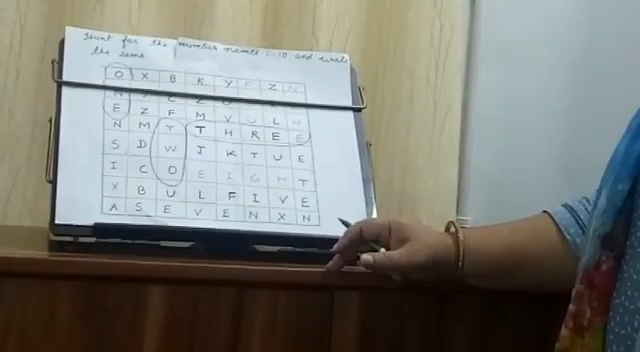 Hunt for the number names 1-10 and circle
the same.
O X B K Y F Z N
N
E Z F M V U L N
N M T T H R E E
S D W J K T U E
I C O E I G H T
X B U L F I V E
A S E V E N X N